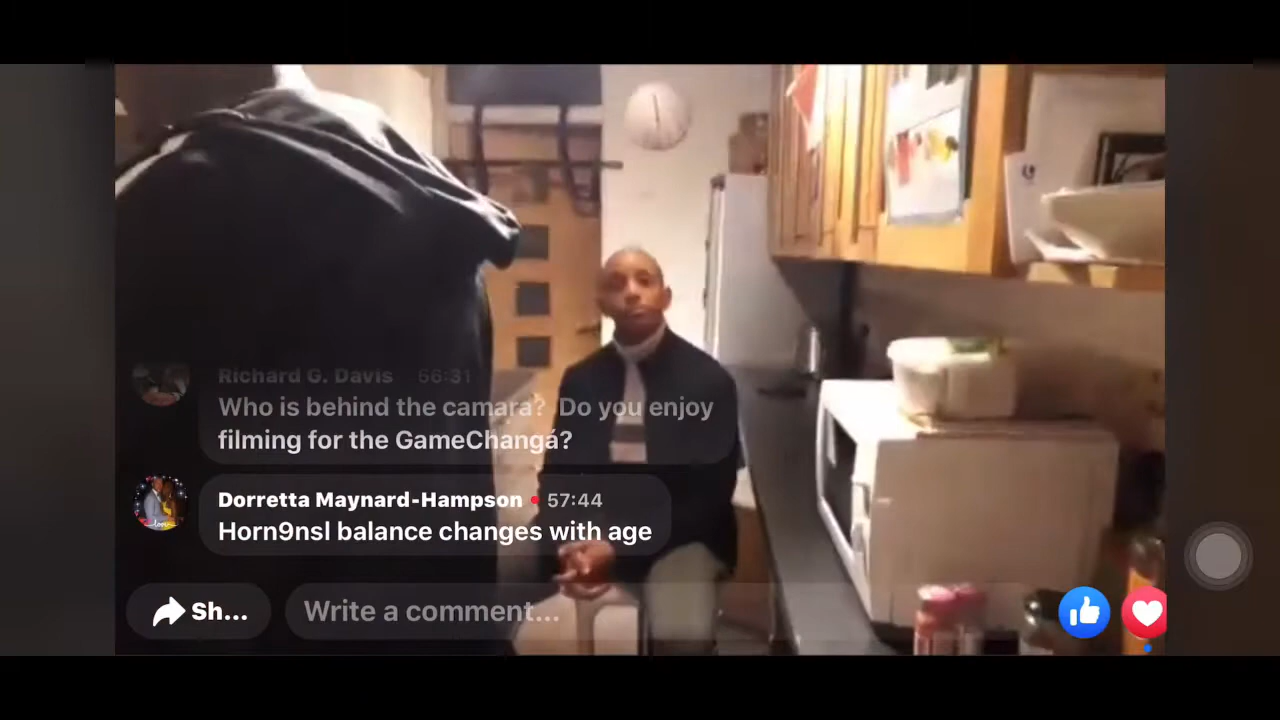 Richard G. Davis 56:31
Who is behind the camara? Do you enjoy
filming for the GameChangá?
Dorretta Maynard-Hampson 57:44
Horn9nsl balance changes with age
Sh...
Write a comment...